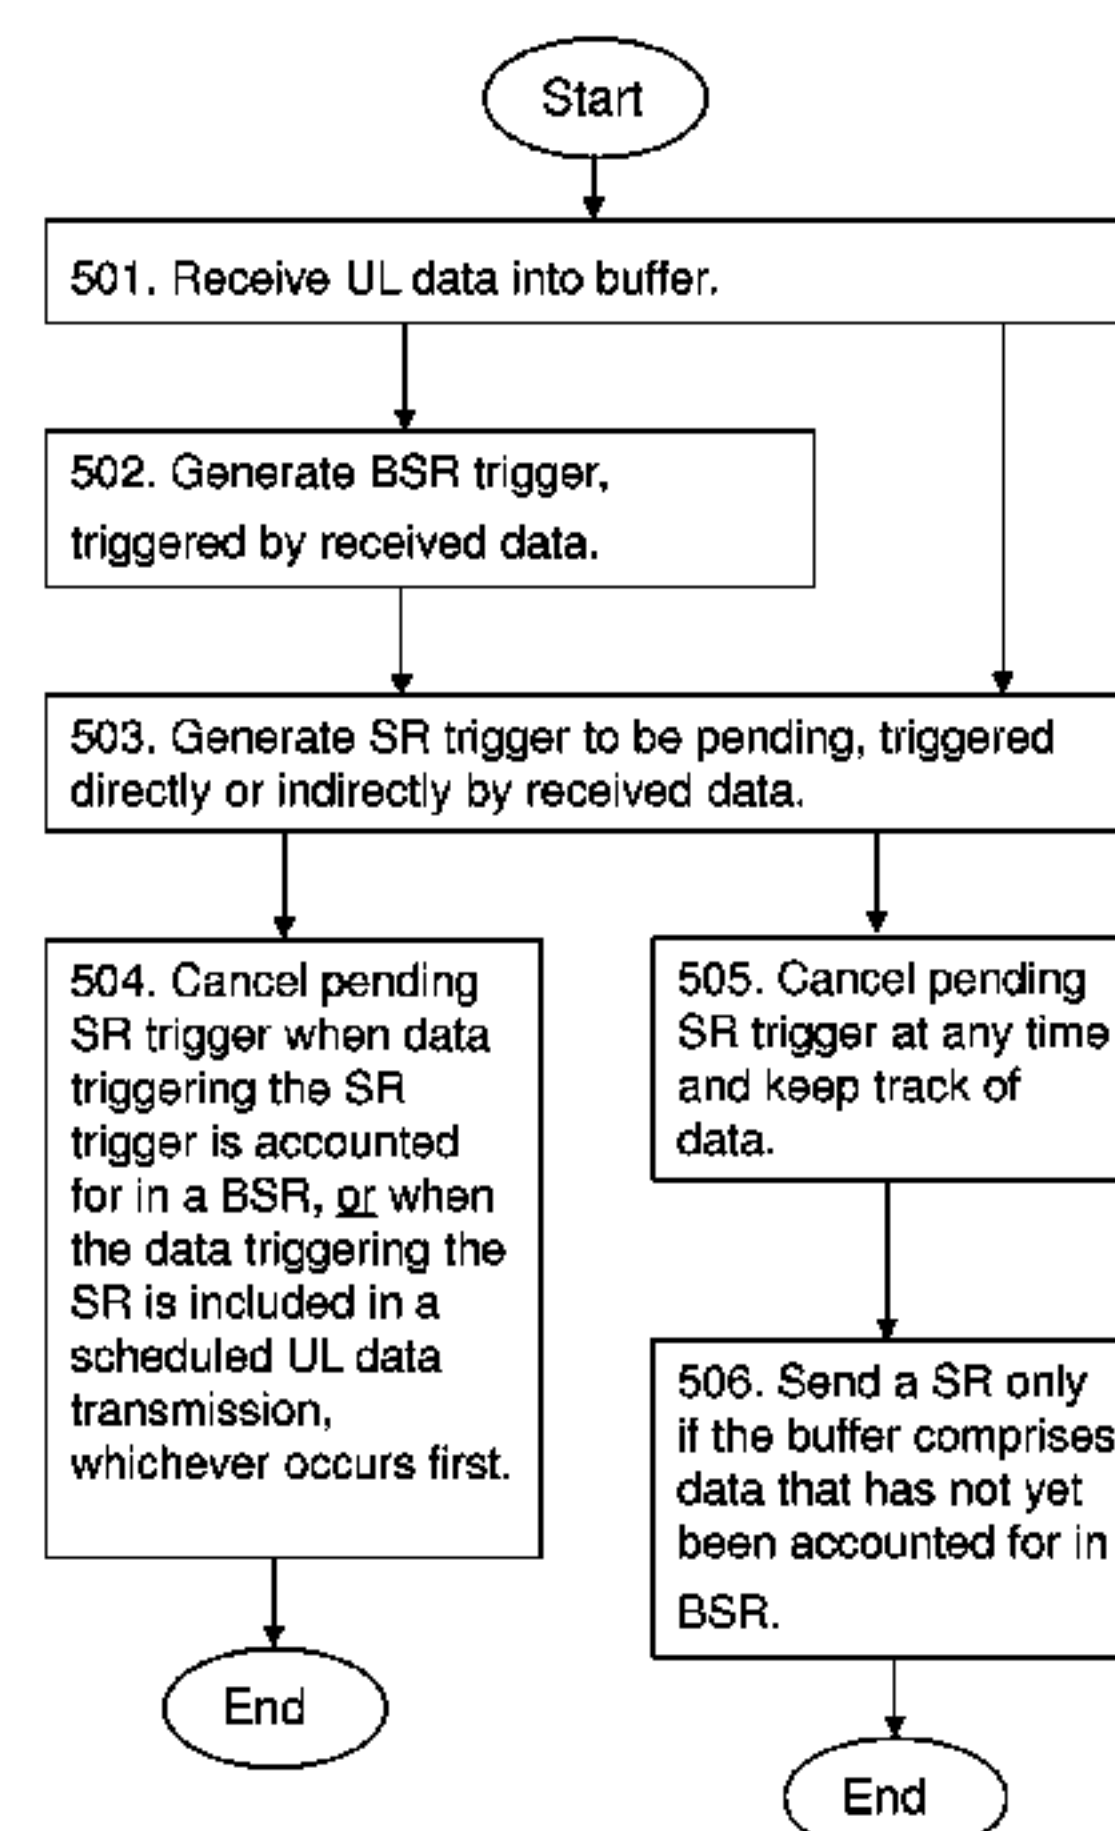 Start
501. Receive UL data into buffer.
502. Generate BSR trigger,
triggered by received data.
503. Generate SR trigger to be pending, triggered
directly or indirectly by received data.
504. Cancel pending
SR trigger when data
triggering the SR
trigger is accounted
for in a BSR, or when
the data triggering the
SR is included in a
scheduled UL data
transmission,
whichever occurs first.
End
505. Cancel pending
SR trigger at any time
and keep track of
data.
506. Send a SR only
if the buffer comprises
data that has not yet
been accounted for in
BSR.
End